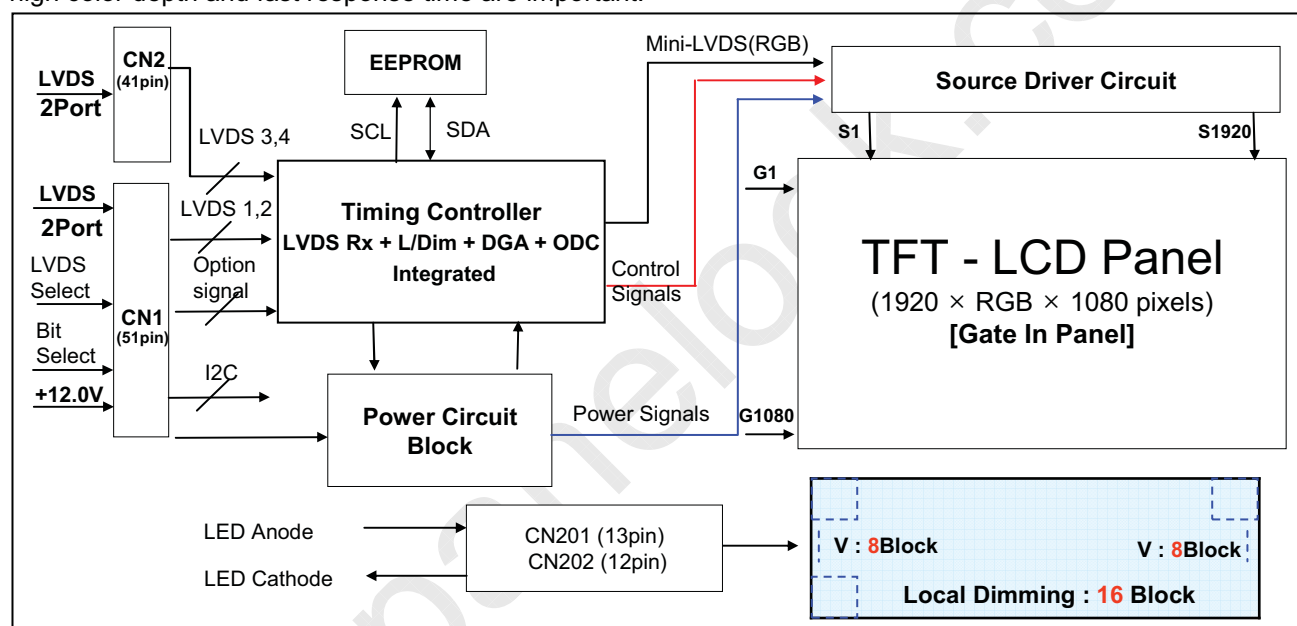 high color depth and fast response time are important.
CN2
(41pin)
LVDS
2Port
EEPROM
Mini-LVDS(RGB)
Source Driver Circuit
SCL
SDA
S1
S1920
LVDS 3,4
G1
LVDS
2Port
LVDS 1,2
Timing Controller
LVDS Rx + L/Dim + DGA + ODC
Integrated
TFT - LCD Panel
(1920 × RGB × 1080 pixels)
[Gate In Panel]
LVDS
Select
Option
signal
Control
Signals
CN1
(51pin)
Bit
Select
I2C
+12.0V
Power Circuit
Block
Power Signals
G1080
LED Anode
CN201 (13pin)
CN202 (12pin)
LED Cathode
V : 8Block
V : 8Block
Local Dimming : 16 Block